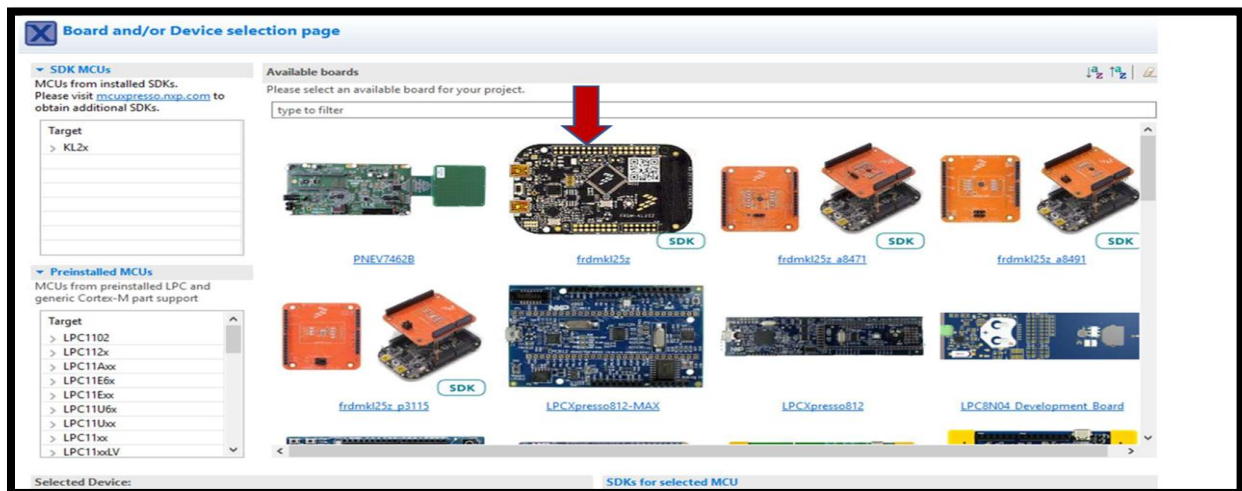 Board and/or Device selection page
SDK MCUs
MCUs from installed SDKs.
Please visit mcuxpresso.nxp.com to
obtain additional SDKs.
Target
KL2x
Preinstalled MCUs
MCUs from preinstalled LPC and
generic Cortex-M part support
Target
LPC1102
LPC112x
LPC11Axx
LPC11E6x
LPC11Exx
LPC11U6x
LPC11Uxx
LPC11xx
LPC11xxLV
Available boards
Please select an available board for your project.
type to filter
SDK
SDK
SDK
PNEV7462B
frdmkl25z
frdmkl25z_a8471
frdmkl25z_a8491
SDK
frdmkl25z_p3115
LPCXpresso812-MAX
LPCXpresso812
LPC8N04 Development Board
Selected Device:
SDKs for selected MCU